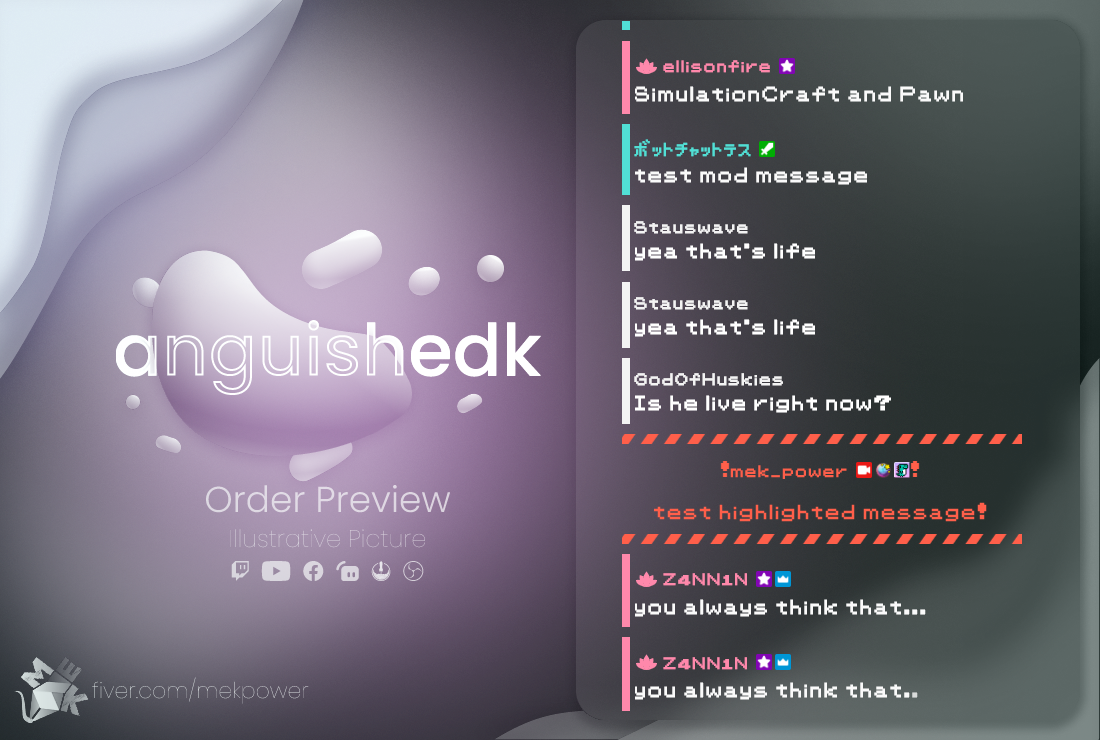 anguishedk
Order Preview
Illustrative Picture
MEK
fiver.com/mekpower
ellisonfire
SimulationCraft and Pawn
ボットチャットテス
test mod message
Stauswave
yea that's life
Stauswave
yea that's life
GodOfHuskies
Is he live right now?
!mek_power !
test highlighted message!
Z4NN1N
you always think that...
Z4NN1N
you always think that..